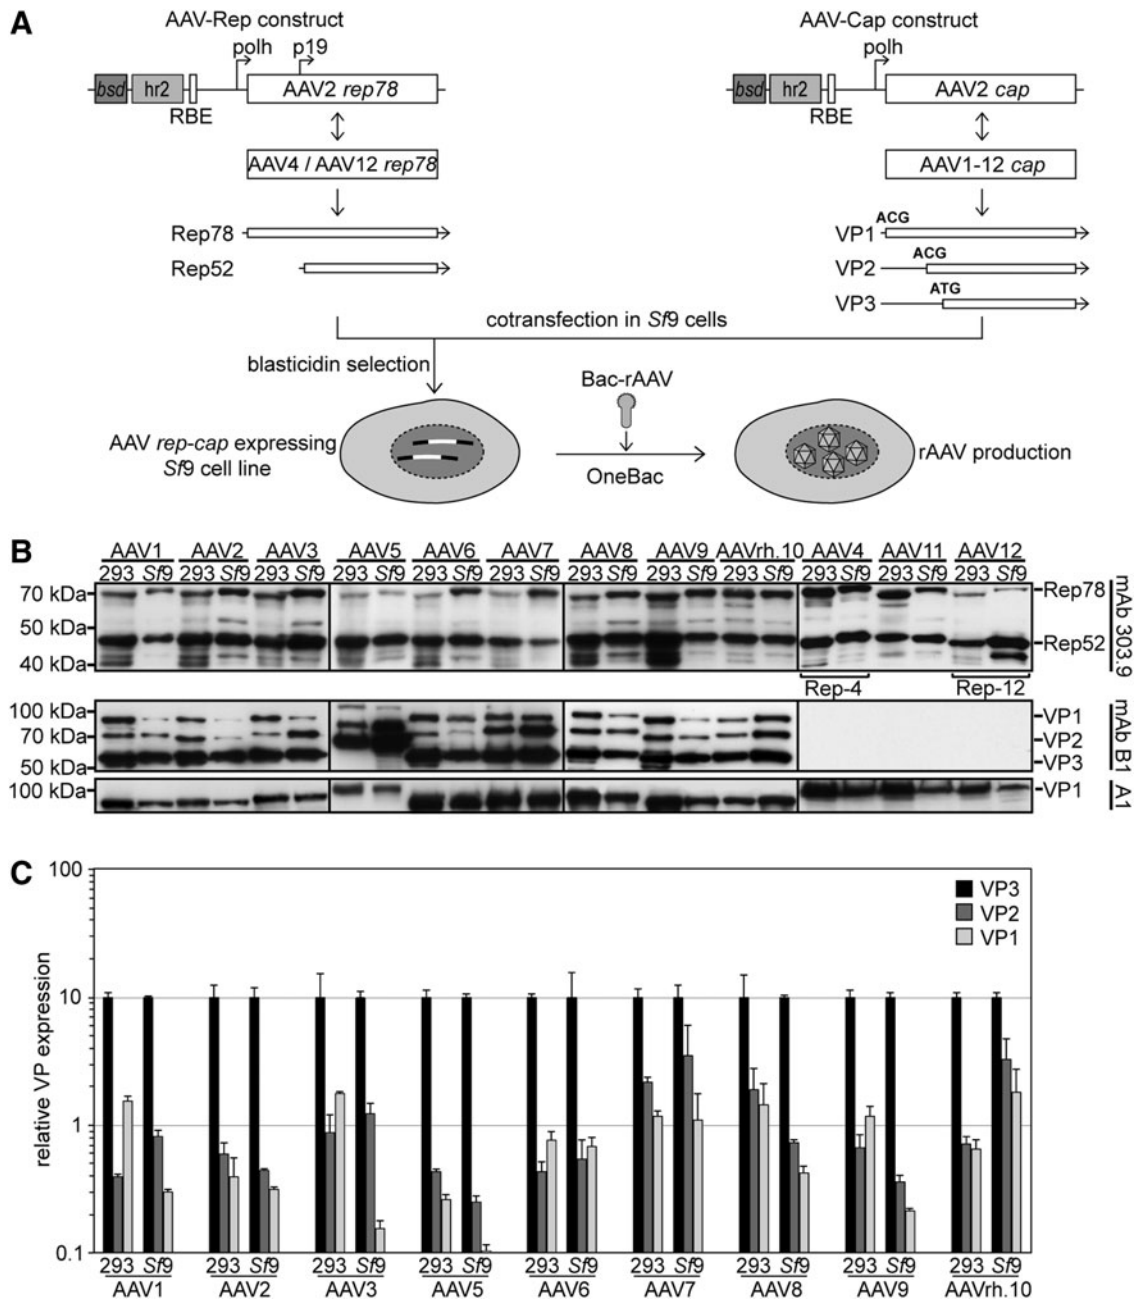 A
AAV-Rep construct
AAV-Cap construct
polh p19
polh
bsd hr2 AAV2 rep78
bsd hr2 AAV2 cap
RBE
RBE
AAV4 / AAV12 rep78
AAV1-12 cap
Rep78
Rep52
ACG
VP1
ACG
VP2
ATG
VP3
cotransfection in Sf9 cells
blasticidin selection
Bac-rAAV
AAV rep-cap expressing
Sf9 cell line
OneBac
rAAV production
B
AAV1 AAV2 AAV3 AAV5 AAV6 AAV7 AAV8 AAV9 AAVrh.10 AAV4 AAV11 AAV12
293 Sf9 293 Sf9 293 Sf9 293 Sf9 293 Sf9 293 Sf9 293 Sf9 293 Sf9 293 Sf9 293 Sf9 293 Sf9 293 Sf9
70 kDa
50 kDa
40 kDa
Rep78
Rep52
mAb 303.9
Rep-4 Rep-12
100 kDa
70 kDa
50 kDa
VP1
VP2
VP3
mAb B1
100 kDa
VP1
A1
C
100
10
1
0.1
relative VP expression
VP3
VP2
VP1
293 Sf9 293 Sf9 293 Sf9 293 Sf9 293 Sf9 293 Sf9 293 Sf9 293 Sf9 293 Sf9
AAV1 AAV2 AAV3 AAV5 AAV6 AAV7 AAV8 AAV9 AAVrh.10